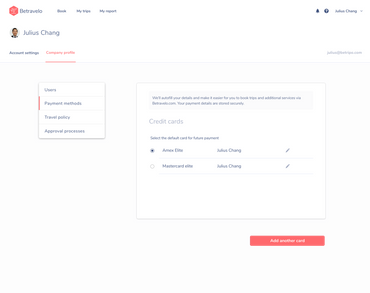 Betravelo Book My trips My report Julius Chang
Julius Chang
Account settings Company profile
Users
Payment methods
Travel policy
Approval processes
We'll autofill your details and make it easier for you to book trips and additional services via
Betravelo.com. Your payment details are stored securely.
Credit cards
Select the default card for future payment
Amex Elite Julius Chang
Mastercard elite Julius Chang
Add another card